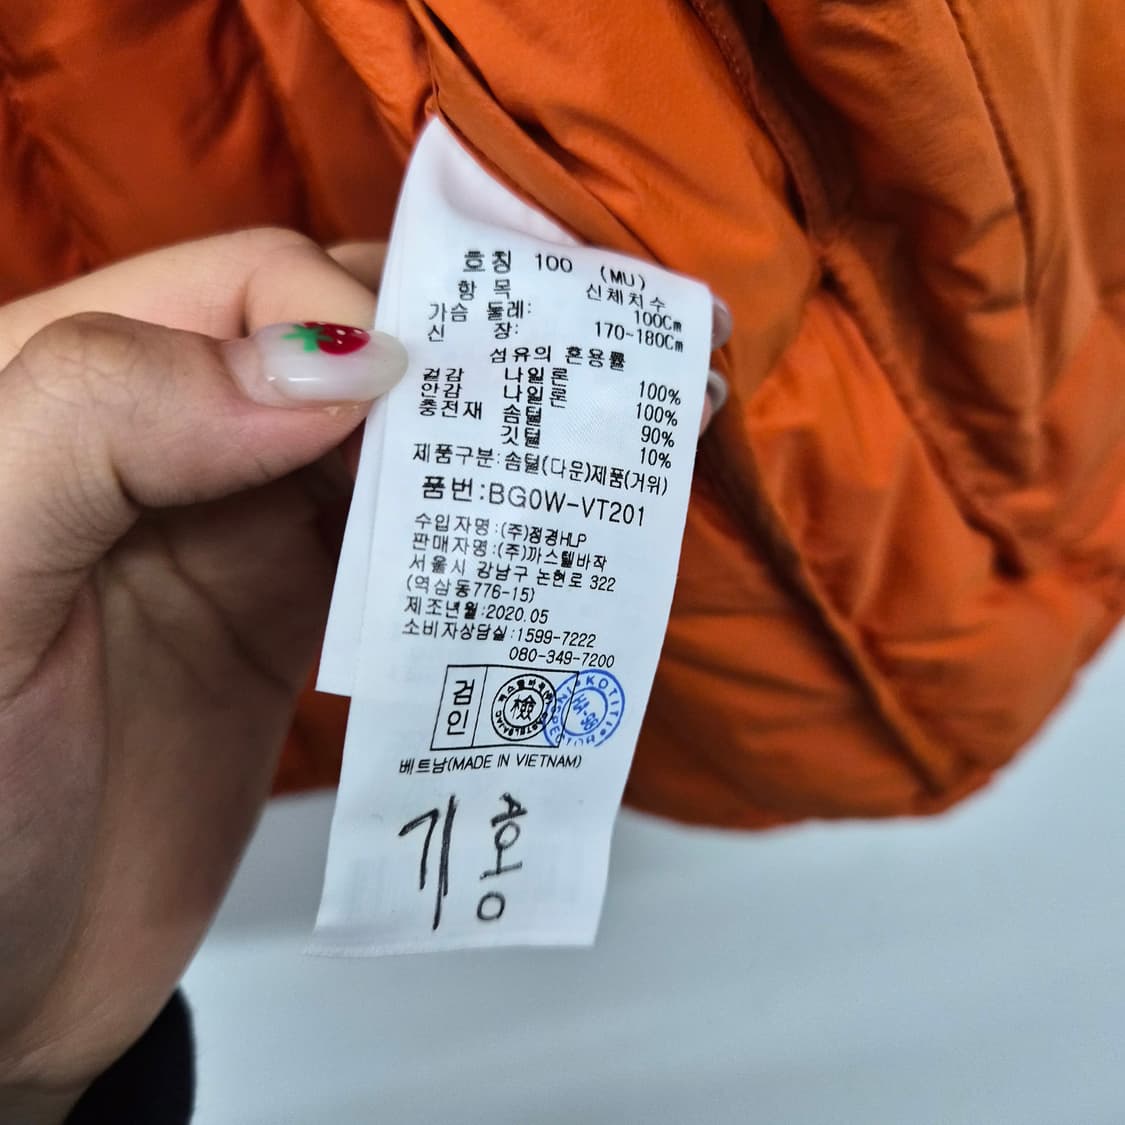 호칭 100 (MU)
항 목 신체치수
가슴 둘레: 100Cm
신 장: 170-180Cm
섬유의 혼용률
겉감 나일론 100%
안감 나일론 100%
충전재 솜털 90%
깃털 10%
제품구분:솜털(다운)제품(거위)
품번:BG0W-VT201
수입자명:(주)정경HLP
판매자명:(주)까스텔바작
서울시 강남구 논현로 322
(역삼동776-15)
제조년월:2020.05
소비자상담실:1599-7222
080-349-7200
검인
檢
KOTITI
INSPECTION
베트남(MADE IN VIETNAM)
기흥